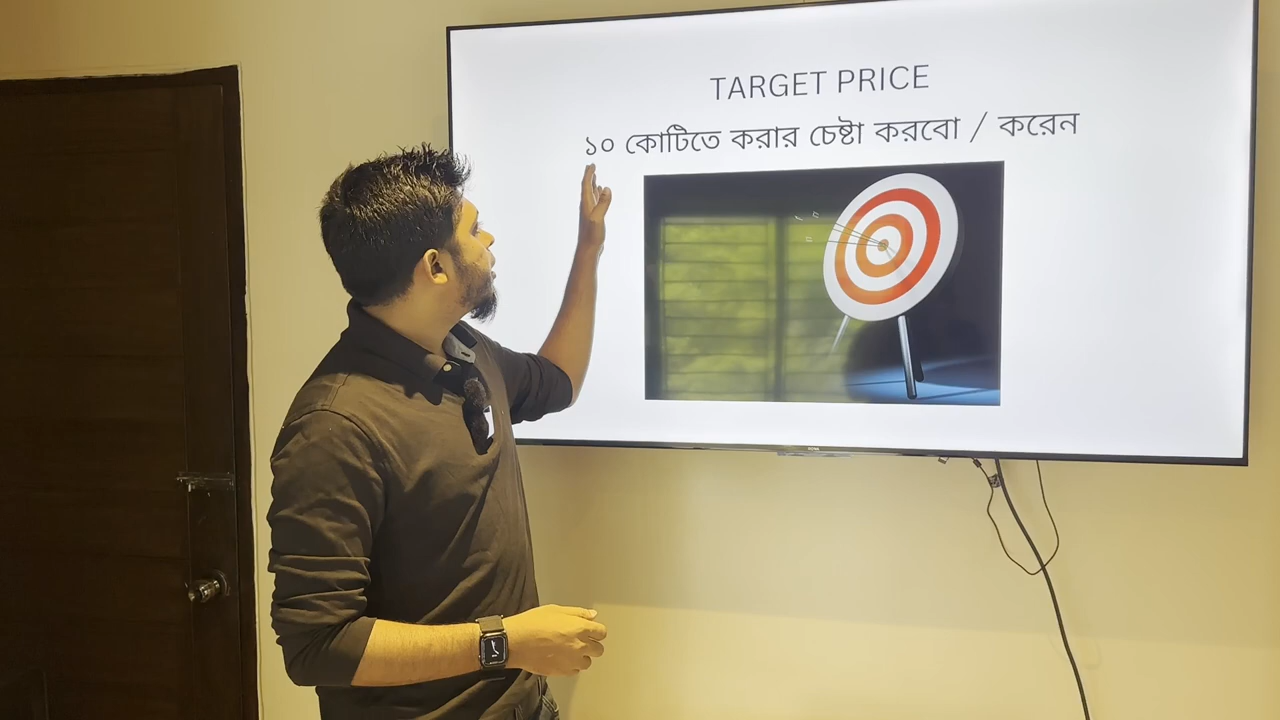 TARGET PRICE
১০ কোটিতে করার চেষ্টা করবো / করেন